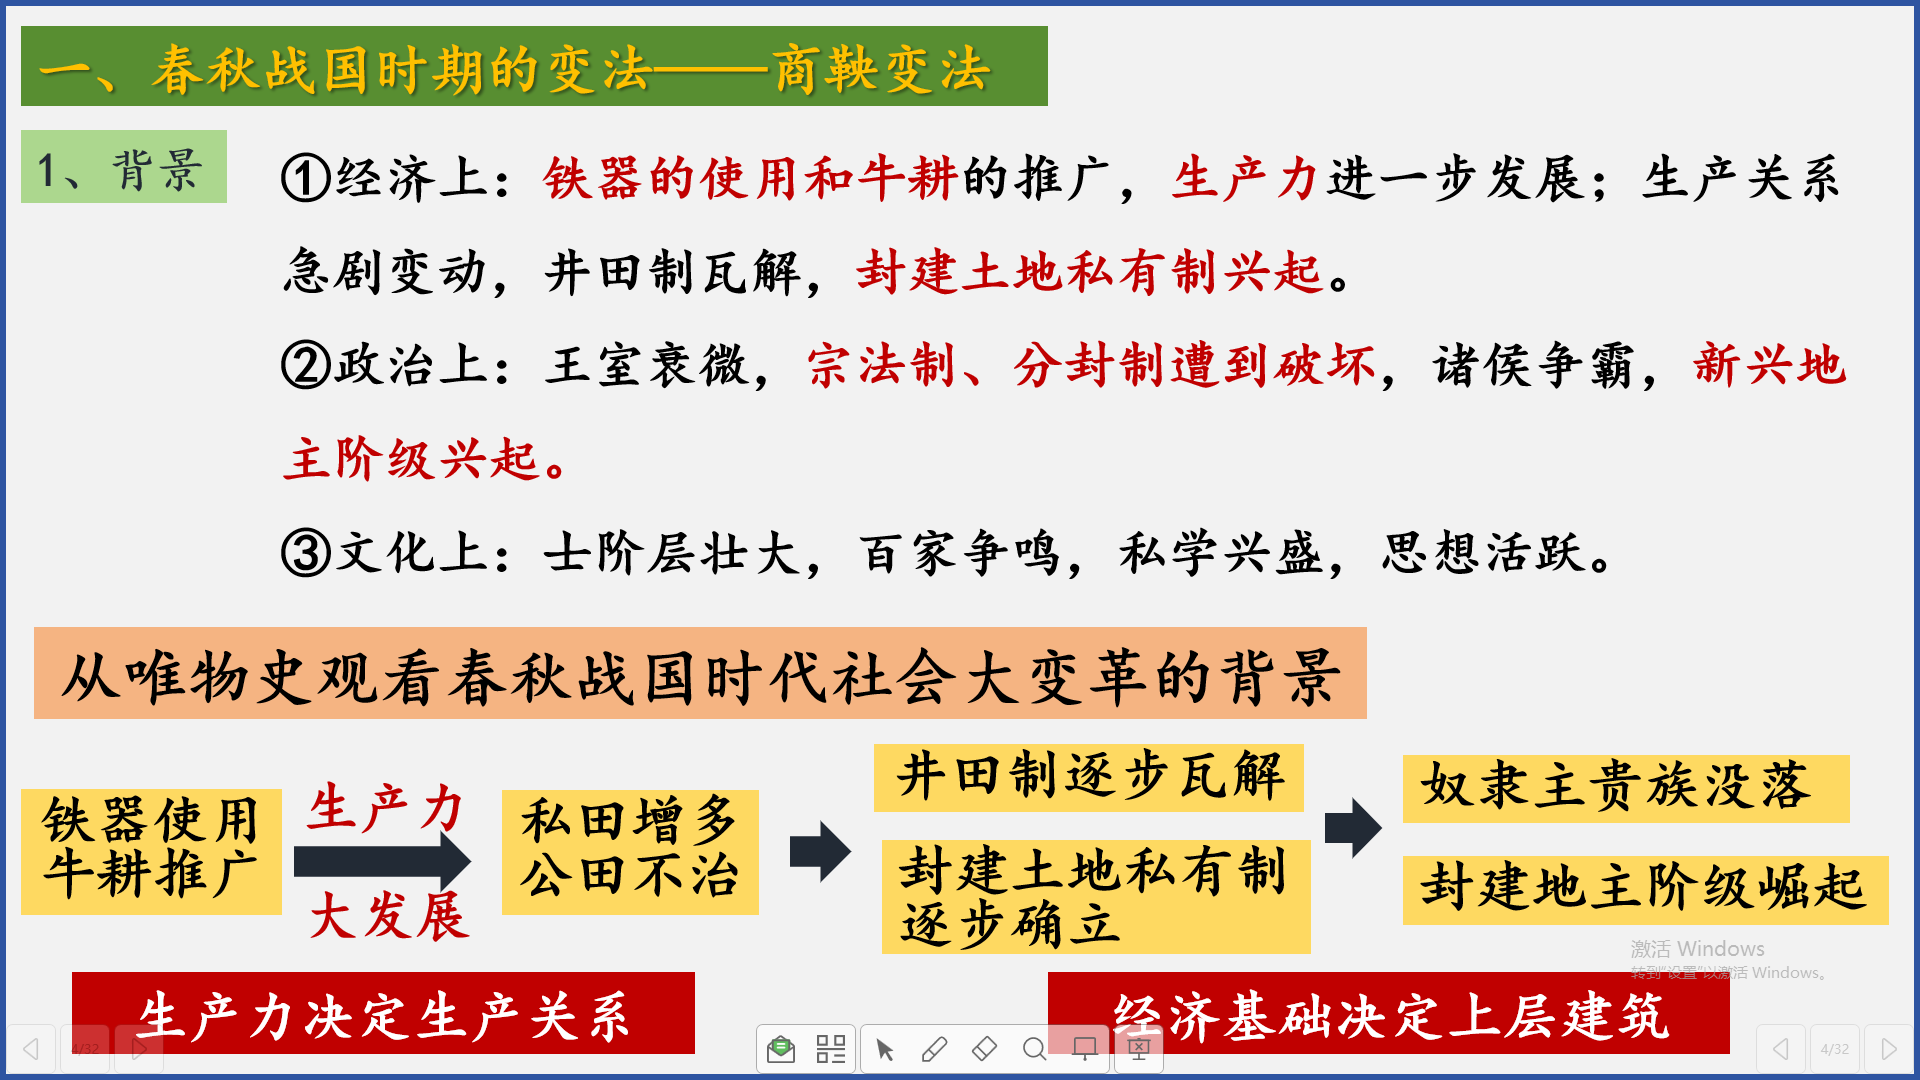 一、春秋战国时期的变法——商鞅变法
1、背景
①经济上：铁器的使用和牛耕的推广，生产力进一步发展；生产关系
急剧变动，井田制瓦解，封建土地私有制兴起。
②政治上：王室衰微，宗法制、分封制遭到破坏，诸侯争霸，新兴地
主阶级兴起。
③文化上：士阶层壮大，百家争鸣，私学兴盛，思想活跃。
从唯物史观看春秋战国时代社会大变革的背景
铁器使用
牛耕推广
生产力
大发展
私田增多
公田不治
井田制逐步瓦解
封建土地私有制
逐步确立
奴隶主贵族没落
封建地主阶级崛起
生产力决定生产关系
经济基础决定上层建筑
激活 Windows
转到“设置”以激活 Windows。
4/32
4/32